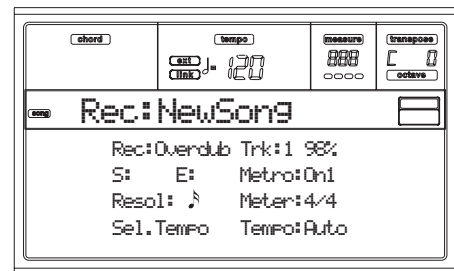 chord tempo measure transpose
ext link = 120 888 C 0
octave
song Rec:NewSong
Rec:Overdub Trk:1 98%
S: E: Metro:On1
Resol: ♪ Meter:4/4
Sel.Tempo Tempo:Auto